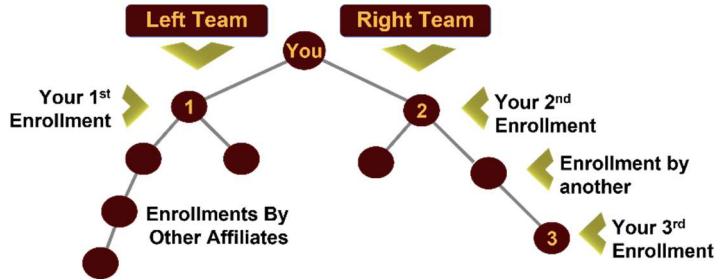 Left Team
Right Team
You
Your 1st
Enrollment
1
2
Your 2nd
Enrollment
Enrollment by
another
Enrollments By
Other Affiliates
3
Your 3rd
Enrollment